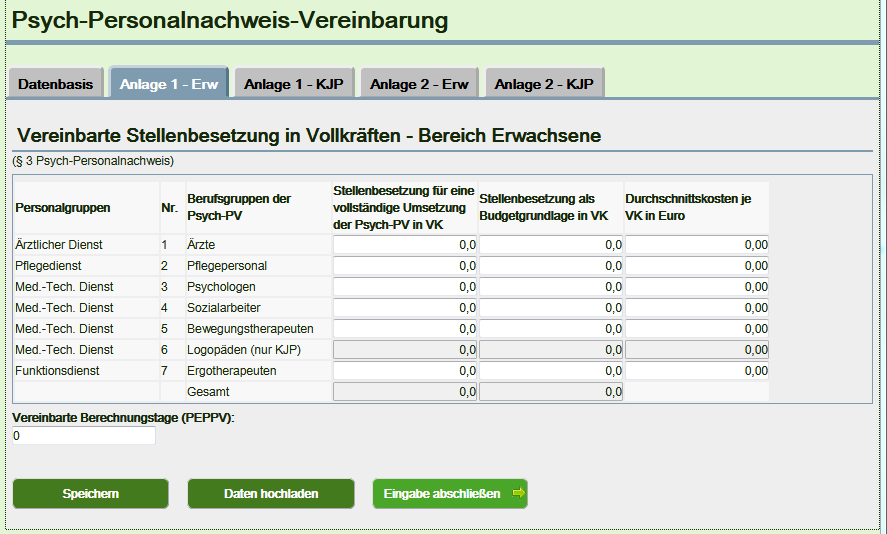 Psych-Personalnachweis-Vereinbarung
Datenbasis Anlage 1 - Erw Anlage 1 - KJP Anlage 2 - Erw Anlage 2 - KJP
Vereinbarte Stellenbesetzung in Vollkräften - Bereich Erwachsene
(§ 3 Psych-Personalnachweis)
Personalgruppen Nr. Berufsgruppen der Psych-PV Stellenbesetzung für eine vollständige Umsetzung der Psych-PV in VK Stellenbesetzung als Budgetgrundlage in VK Durchschnittskosten je VK in Euro
Ärztlicher Dienst 1 Ärzte 0,0 0,0 0,00
Pflegedienst 2 Pflegepersonal 0,0 0,0 0,00
Med.-Tech. Dienst 3 Psychologen 0,0 0,0 0,00
Med.-Tech. Dienst 4 Sozialarbeiter 0,0 0,0 0,00
Med.-Tech. Dienst 5 Bewegungstherapeuten 0,0 0,0 0,00
Med.-Tech. Dienst 6 Logopäden (nur KJP) 0,0 0,0 0,00
Funktionsdienst 7 Ergotherapeuten 0,0 0,0 0,00
Gesamt 0,0 0,0
Vereinbarte Berechnungstage (PEPPV):
0
Speichern Daten hochladen Eingabe abschließen